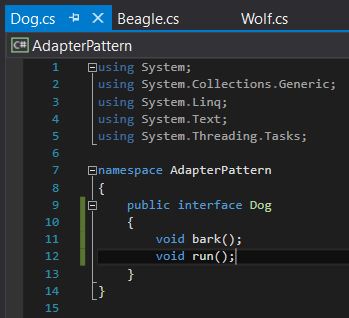 Dog.cs Beagle.cs Wolf.cs
C# AdapterPattern
1 using System;
2 using System.Collections.Generic;
3 using System.Linq;
4 using System.Text;
5 using System.Threading.Tasks;
6
7 namespace AdapterPattern
8 {
9 public interface Dog
10 {
11 void bark();
12 void run();
13 }
14 }
15